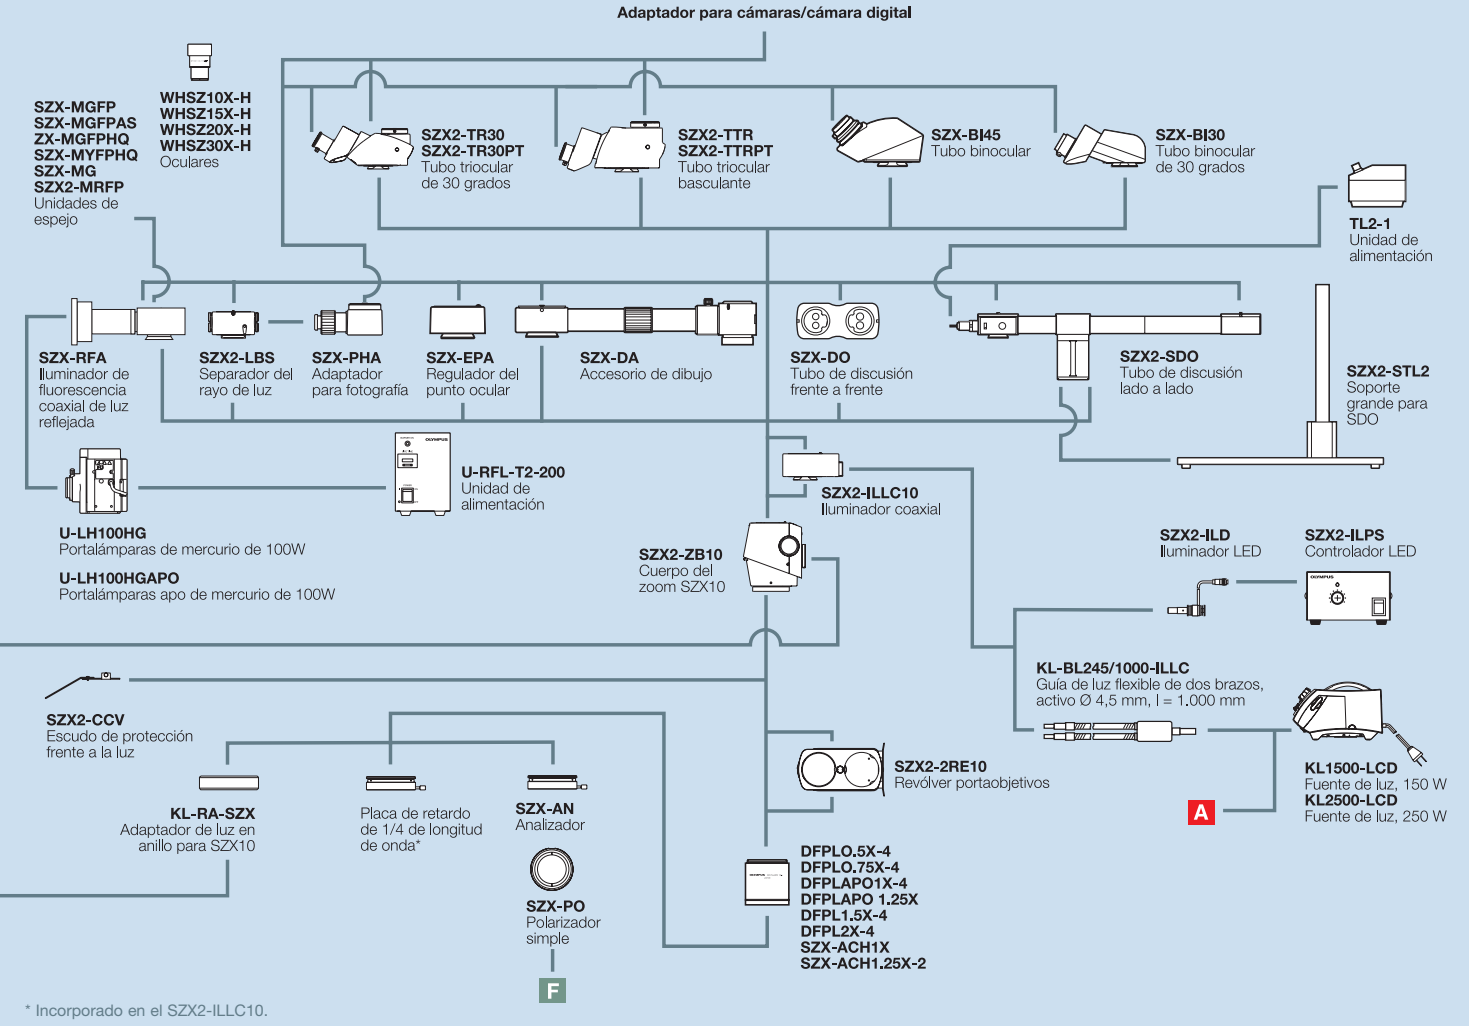 Adaptador para cámaras/cámara digital
SZX-MGFP
SZX-MGFPAS
ZX-MGFPHQ
SZX-MYFPHQ
SZX-MG
SZX2-MRFP
Unidades de
espejo
WHSZ10X-H
WHSZ15X-H
WHSZ20X-H
WHSZ30X-H
Oculares
SZX2-TR30
SZX2-TR30PT
Tubo triocular
de 30 grados
SZX2-TTR
SZX2-TTRPT
Tubo triocular
basculante
SZX-BI45
Tubo binocular
SZX-BI30
Tubo binocular
de 30 grados
TL2-1
Unidad de
alimentación
SZX-RFA
Iluminador de
fluorescencia
coaxial de luz
reflejada
SZX2-LBS
Separador del
rayo de luz
SZX-PHA
Adaptador
para fotografía
SZX-EPA
Regulador del
punto ocular
SZX-DA
Accesorio de dibujo
SZX-DO
Tubo de discusión
frente a frente
SZX2-SDO
Tubo de discusión
lado a lado
SZX2-STL2
Soporte
grande para
SDO
OLYMPUS
U-RFL-T2-200
Unidad de
alimentación
SZX2-ILLC10
Iluminador coaxial
U-LH100HG
Portalámparas de mercurio de 100W
U-LH100HGAPO
Portalámparas apo de mercurio de 100W
SZX2-ZB10
Cuerpo del
zoom SZX10
SZX2-ILD
Iluminador LED
SZX2-ILPS
Controlador LED
OLYMPUS
KL-BL245/1000-ILLC
Guía de luz flexible de dos brazos,
activo Ø 4,5 mm, l = 1.000 mm
SZX2-CCV
Escudo de protección
frente a la luz
SZX2-2RE10
Revólver portaobjetivos
KL1500-LCD
Fuente de luz, 150 W
KL2500-LCD
Fuente de luz, 250 W
A
KL-RA-SZX
Adaptador de luz en
anillo para SZX10
Placa de retardo
de 1/4 de longitud
de onda*
SZX-AN
Analizador
SZX-PO
Polarizador
simple
F
OLYMPUS
DFPLO.5X-4
DFPLO.75X-4
DFPLAPO1X-4
DFPLAPO 1.25X
DFPL1.5X-4
DFPL2X-4
SZX-ACH1X
SZX-ACH1.25X-2
* Incorporado en el SZX2-ILLC10.